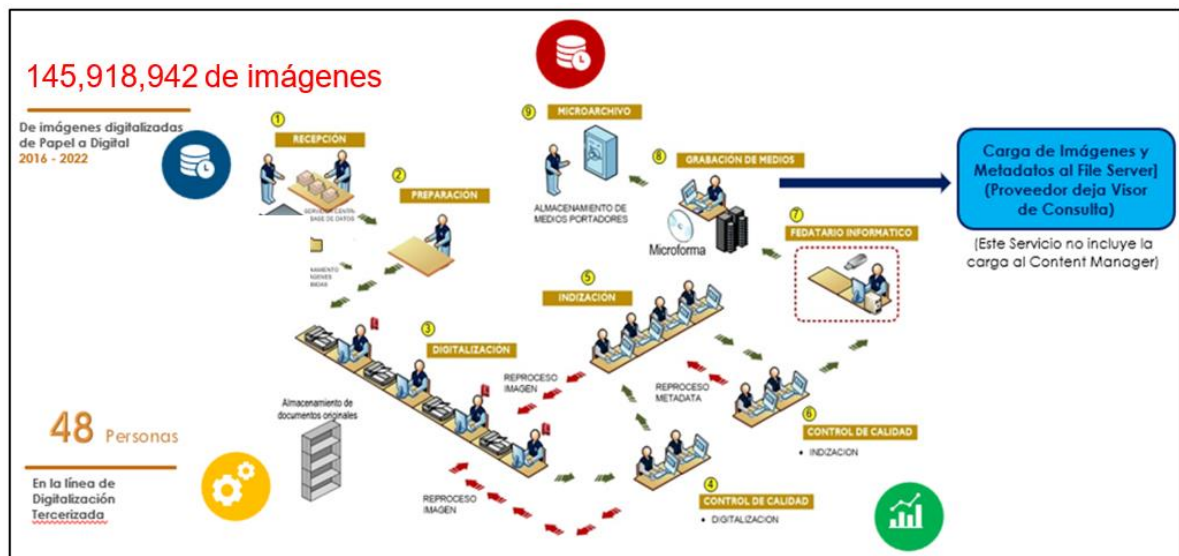 145,918,942 de imágenes
De imágenes digitalizadas
de Papel a Digital
2016 - 2022
1
RECEPCIÓN
BASE DE DATOS
2
PREPARACIÓN
9
MICROARCHIVO
ALMACENAMIENTO DE
MEDIOS PORTADORES
8
GRABACIÓN DE MEDIOS
Microforma
7
FEDATARIO INFORMATICO
Carga de Imágenes y
Metadatos al File Server]
(Proveedor deja Visor
de Consulta)
(Este Servicio no incluye la
carga al Content Manager)
5
INDIZACIÓN
3
DIGITALIZACIÓN
REPROCESO
IMAGEN
REPROCESO
METADATA
6
CONTROL DE CALIDAD
• INDIZACION
Almacenamiento de
documentos originales
48 Personas
En la línea de
Digitalización
Tercerizada
REPROCESO
IMAGEN
4
CONTROL DE CALIDAD
• DIGITALIZACION